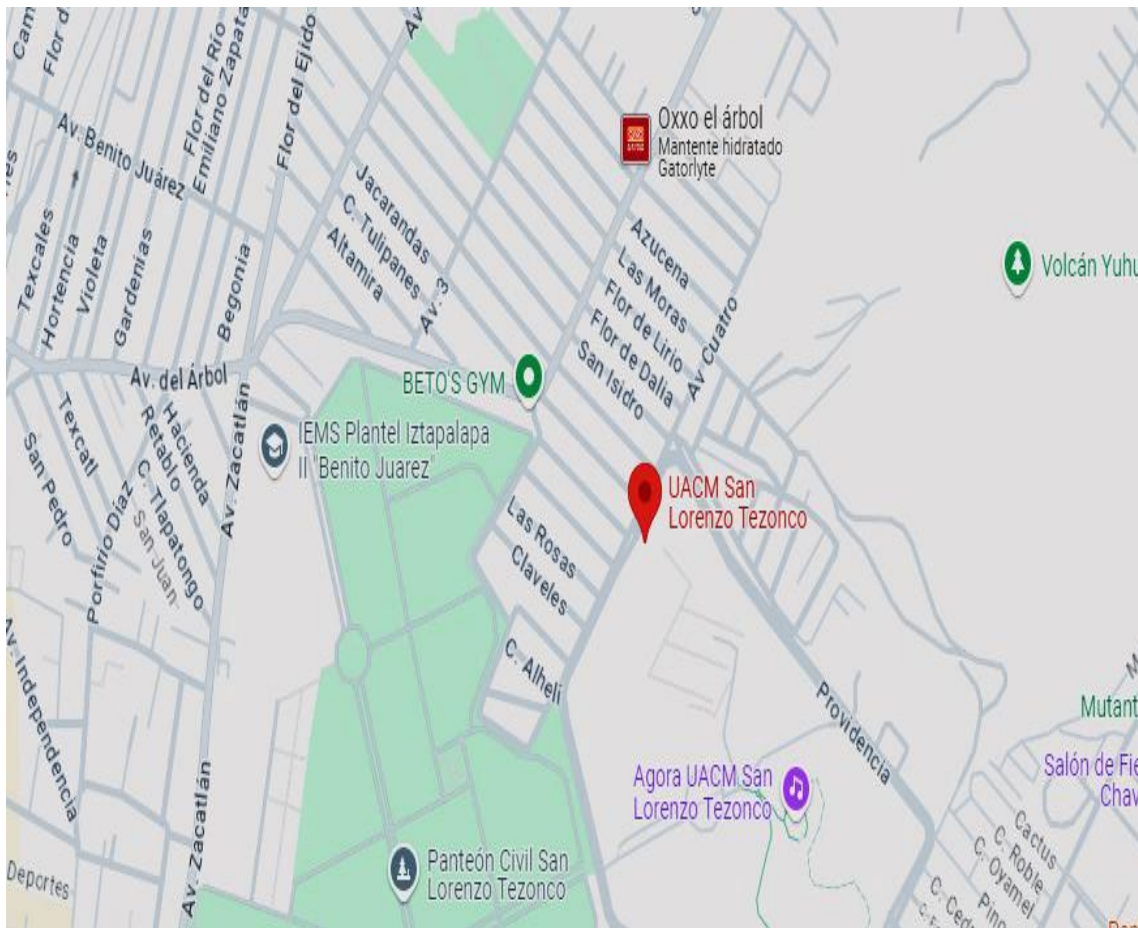 Av. Benito Juárez
Flor del Río
Emiliano Zapata
Flor del Ejido
Oxxo el árbol
Mantente hidratado
Gatorlyte
Texcales
Hortencia
Violeta
Gardenias
Begonia
Jacarandas
C. Tulipanes
Altamira
Av. 3
Azucena
Las Moras
Flor de Lirio
Flor de Dalia
San Isidro
Av Cuatro
Volcán Yuhu
Av. del Árbol
BETO'S GYM
IEMS Plantel Iztapalapa
II "Benito Juarez"
Av. Zacatlán
San Pedro
Texcatl
Retablo
Hacienda
C. Tlapatongo
San Juan
Porfirio Díaz
Av. Independencia
UACM San
Lorenzo Tezonco
Las Rosas
Claveles
C. Alhelí
Providencia
Mutant
Salón de Fie
Chav
Agora UACM San
Lorenzo Tezonco
Cactus
C. Roble
C. Oyamel
Pino
C. Ced
Panteón Civil San
Lorenzo Tezonco
Av. Zacatlán
Deportes